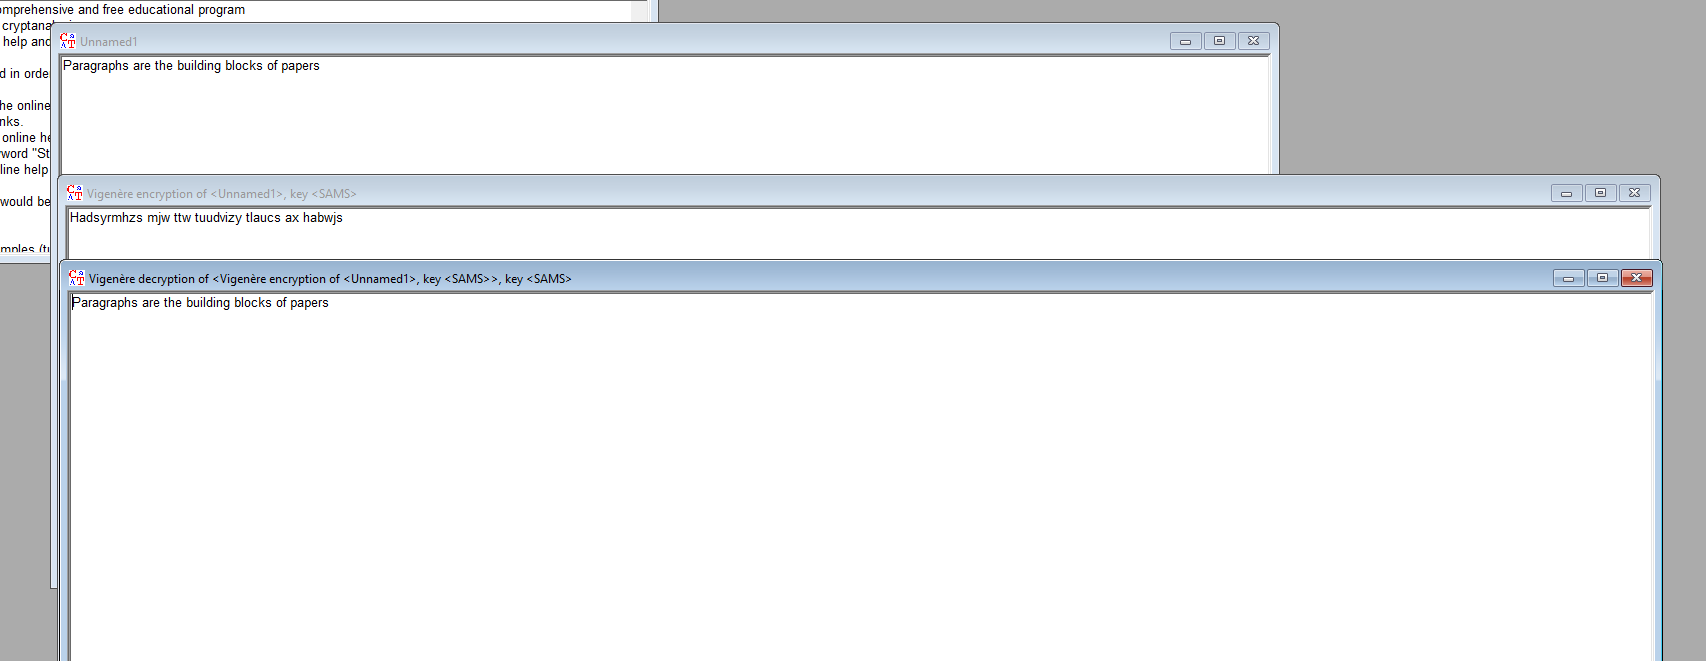 omprehensive and free educational program
cryptana
help and
d in orde
he online
nks.
online he
word "St
line help
would be
mples (tu
Unnamed1
Paragraphs are the building blocks of papers
Vigenère encryption of <Unnamed1>, key <SAMS>
Hadsyrmhzs mjw ttw tuudvizy tlaucs ax habwjs
Vigenère decryption of <Vigenère encryption of <Unnamed1>, key <SAMS>>, key <SAMS>
Paragraphs are the building blocks of papers